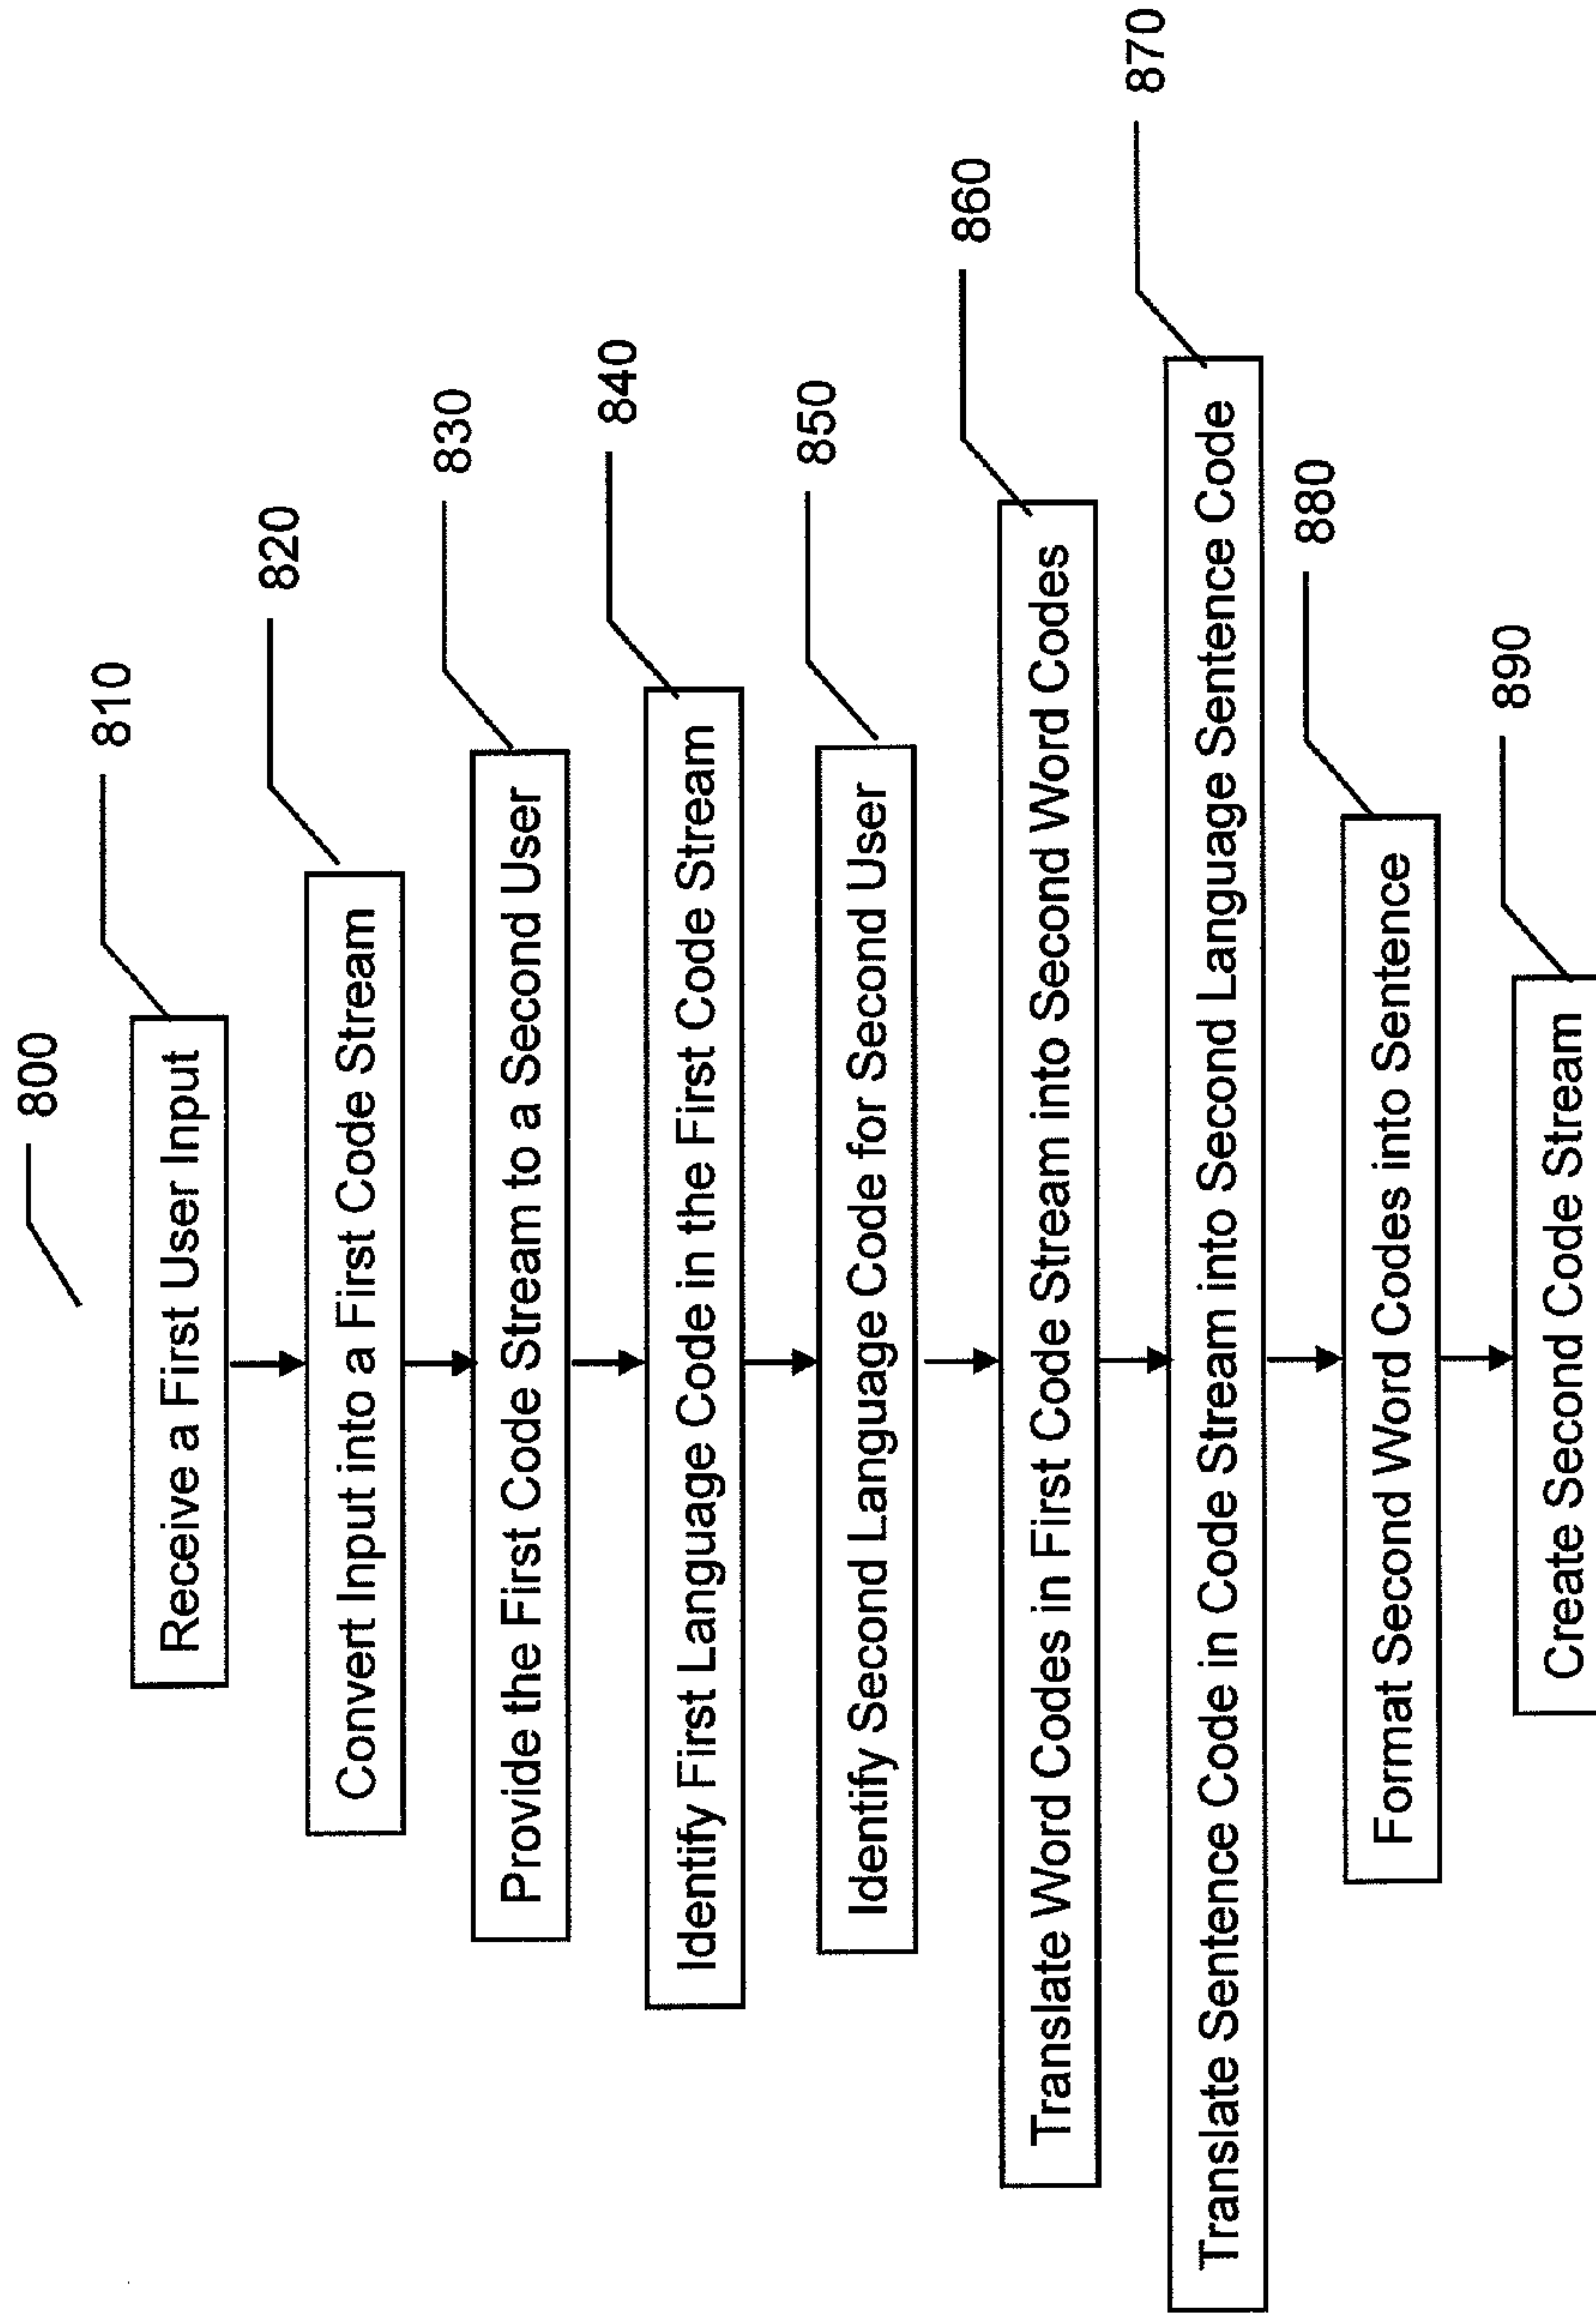 800
Receive a First User Input
810
Convert Input into a First Code Stream
820
Provide the First Code Stream to a Second User
830
Identify First Language Code in the First Code Stream
840
Identify Second Language Code for Second User
850
Translate Word Codes in First Code Stream into Second Word Codes
860
Translate Sentence Code in Code Stream into Second Language Sentence Code
870
Format Second Word Codes into Sentence
880
Create Second Code Stream
890